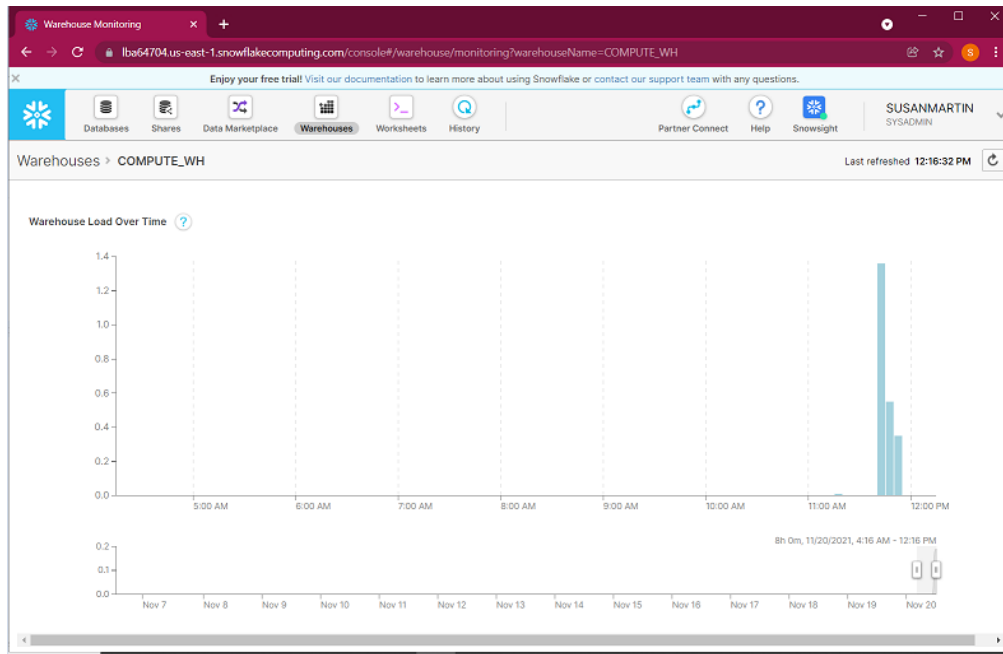 Warehouse Monitoring
lba64704.us-east-1.snowflakecomputing.com/console#/warehouse/monitoring?warehouseName=COMPUTE_WH
S
Enjoy your free trial! Visit our documentation to learn more about using Snowflake or contact our support team with any questions.
Databases Shares Data Marketplace Warehouses Worksheets History Partner Connect Help Snowsight
SUSANMARTIN
SYSADMIN
Warehouses > COMPUTE_WH
Last refreshed 12:16:32 PM
Warehouse Load Over Time ?
1.4
1.2
1.0
0.8
0.6
0.4
0.2
0.0
5:00 AM 6:00 AM 7:00 AM 8:00 AM 9:00 AM 10:00 AM 11:00 AM 12:00 PM
8h 0m, 11/20/2021, 4:16 AM - 12:16 PM
0.2
0.1
0.0
Nov 7 Nov 8 Nov 9 Nov 10 Nov 11 Nov 12 Nov 13 Nov 14 Nov 15 Nov 16 Nov 17 Nov 18 Nov 19 Nov 20